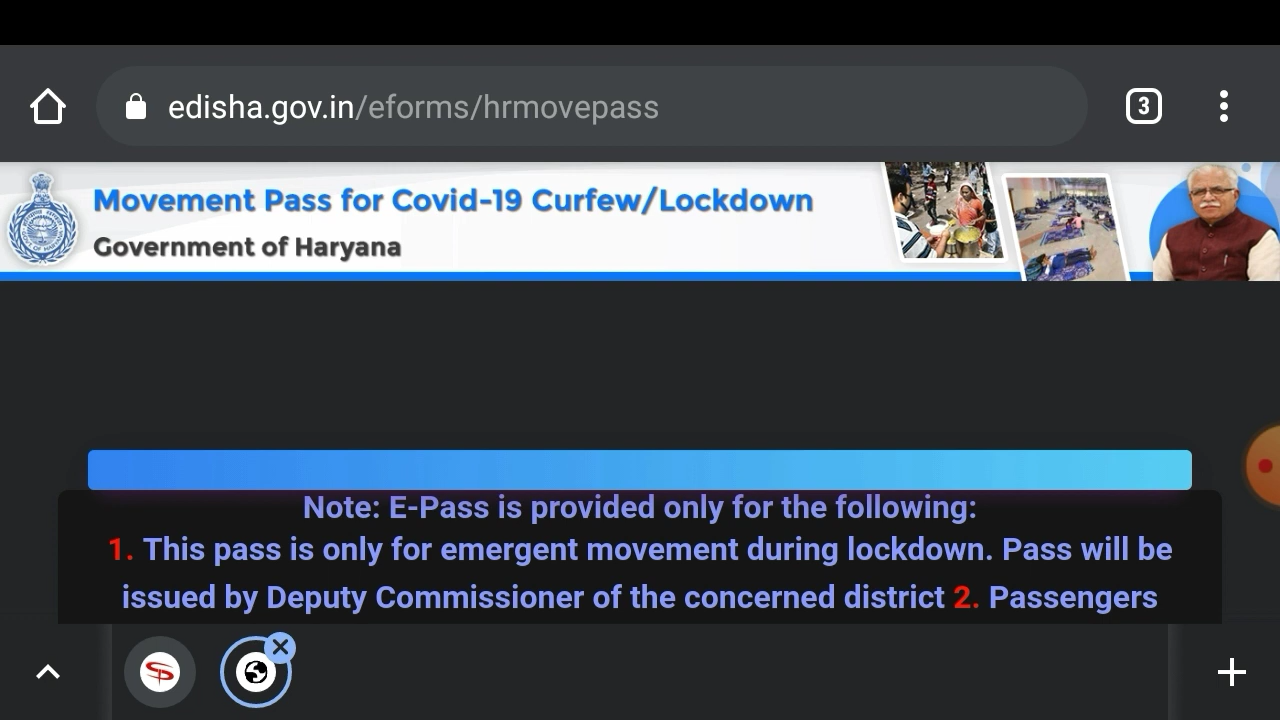 edisha.gov.in/eforms/hrmovepass
3
Movement Pass for Covid-19 Curfew/Lockdown
Government of Haryana
Note: E-Pass is provided only for the following:
1. This pass is only for emergent movement during lockdown. Pass will be
issued by Deputy Commissioner of the concerned district 2. Passengers